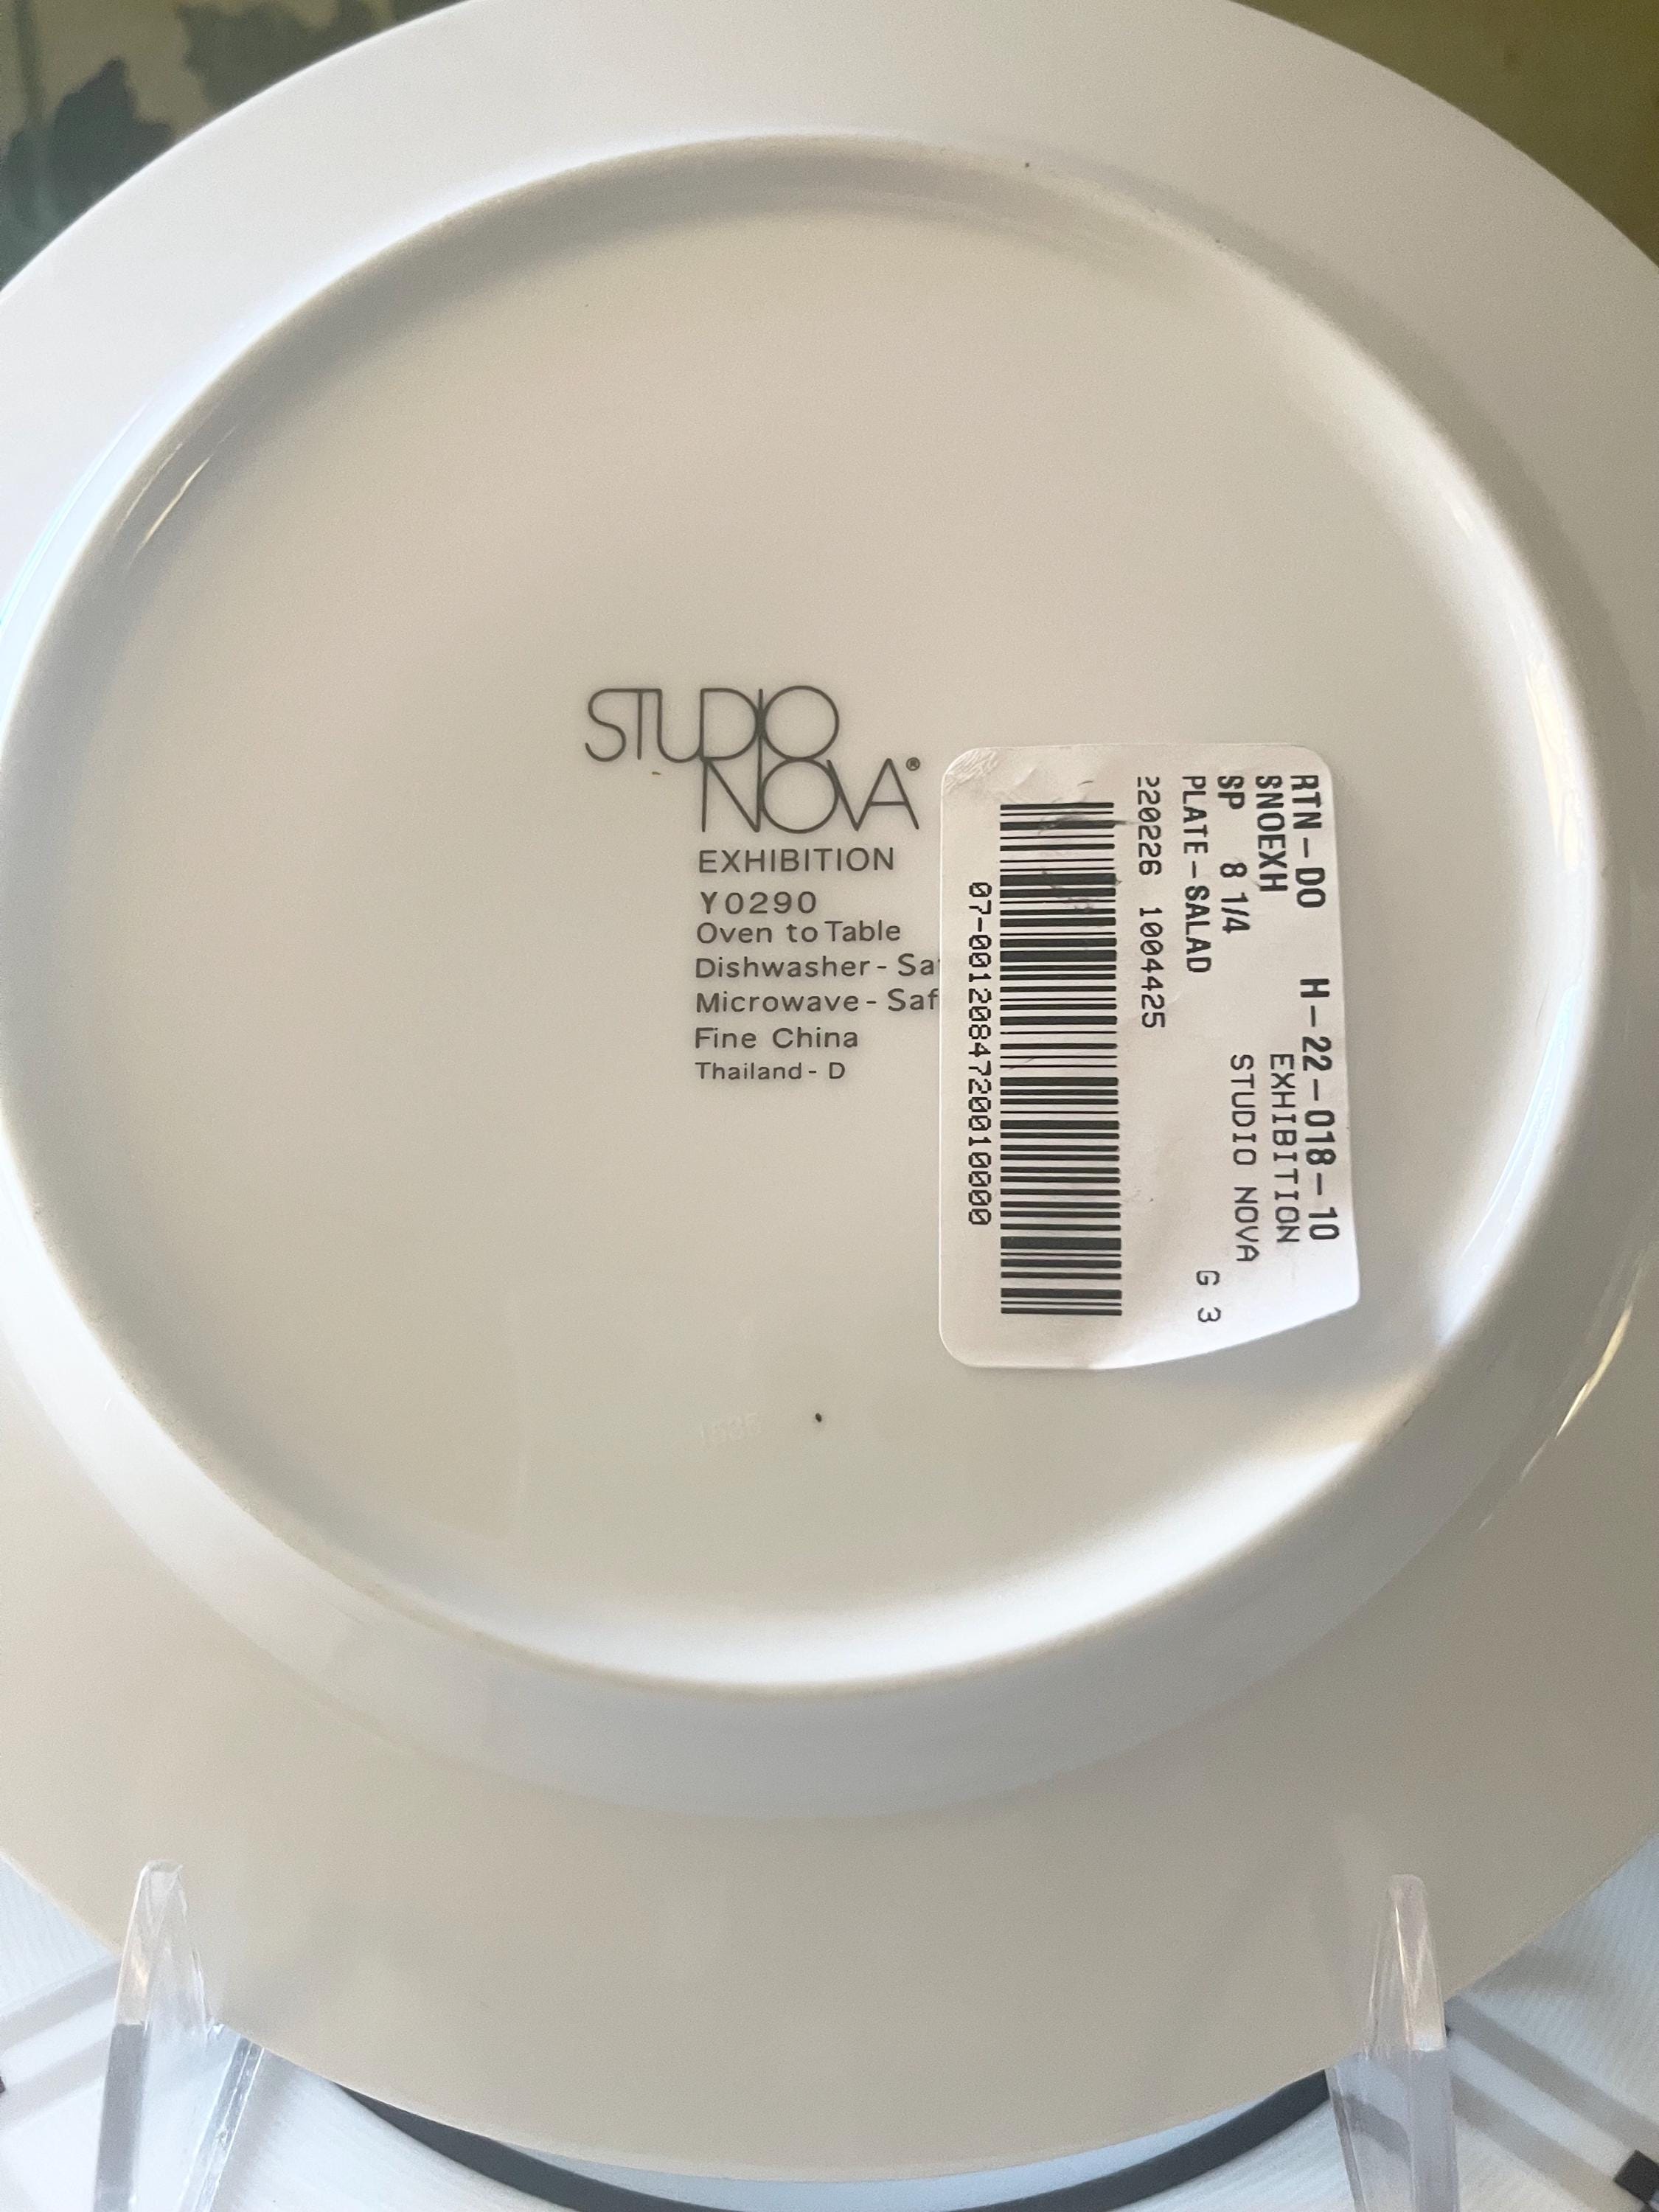 STUDIO
NOVA®
EXHIBITION
Y0290
Oven to Table
Dishwasher - Sa
Microwave - Saf
Fine China
Thailand - D
RTN-DO H-22-018-10
SNOEXH EXHIBITION
SP 8 1/4 STUDIO NOVA
PLATE-SALAD G 3
220226 1004425
07-0012084720010000